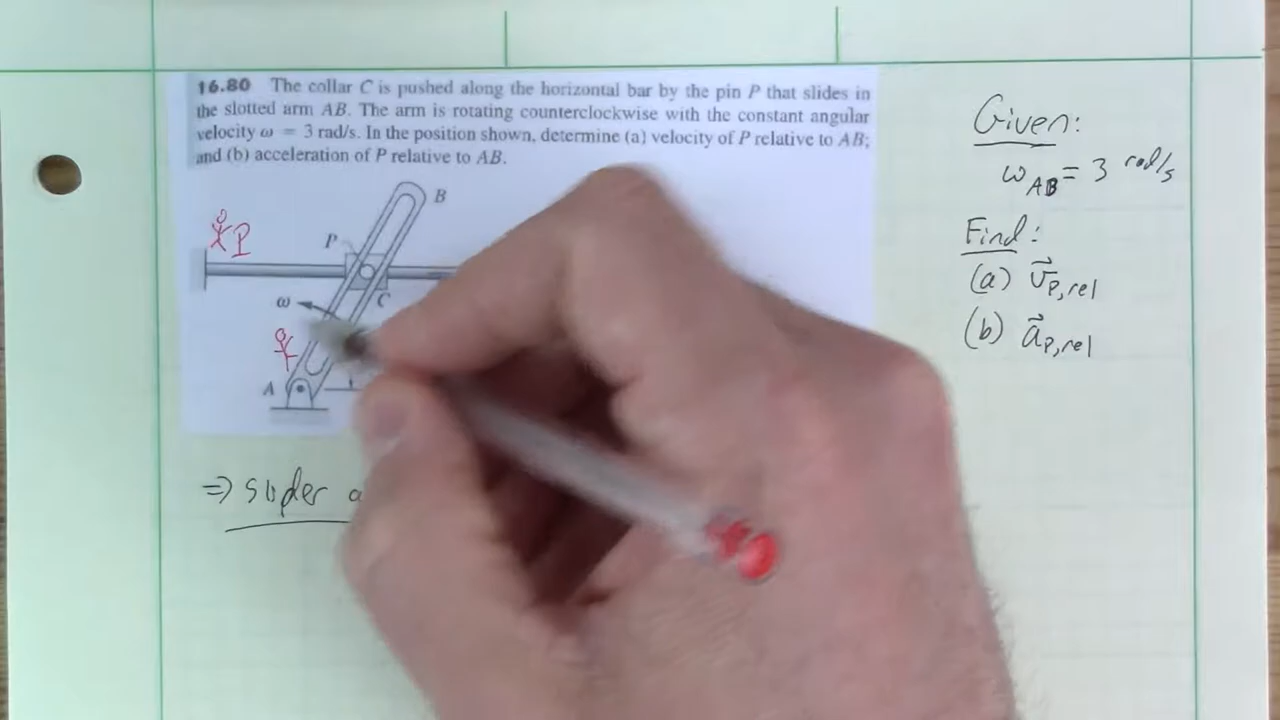 16.80 The collar C is pushed along the horizontal bar by the pin P that slides in
the slotted arm AB. The arm is rotating counterclockwise with the constant angular
velocity ω = 3 rad/s. In the position shown, determine (a) velocity of P relative to AB;
and (b) acceleration of P relative to AB.
B
P
P
ω
C
A
⇒ slider
Given:
ω_AB = 3 rad/s
Find:
(a) v⃗_P,rel
(b) a⃗_P,rel